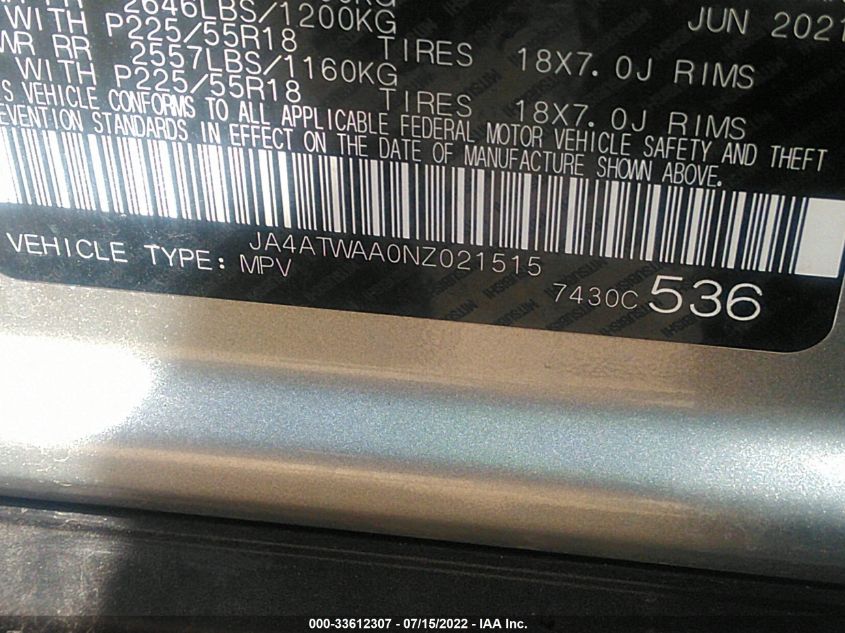 2646LBS/1200KG JUN 2021
WITH P225/55R18 TIRES 18X7.0J RIMS
WR RR 2557LBS/1160KG
WITH P225/55R18 TIRES 18X7.0J RIMS
S VEHICLE CONFORMS TO ALL APPLICABLE FEDERAL MOTOR VEHICLE SAFETY AND THEFT
EVENTION STANDARDS IN EFFECT ON THE DATE OF MANUFACTURE SHOWN ABOVE.
JA4ATWAA0NZ021515
VEHICLE TYPE: MPV
7430C 536
000-33612307 - 07/15/2022 - IAA Inc.